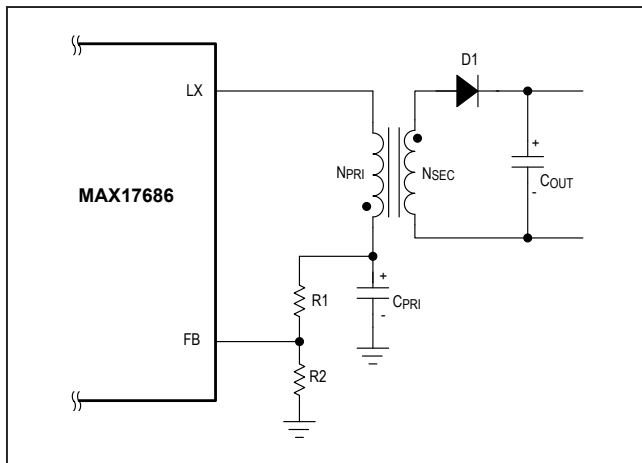 D1
LX
+
NPRI
NSEC
COUT
-
MAX17686
+
R1
CPRI
-
FB
R2